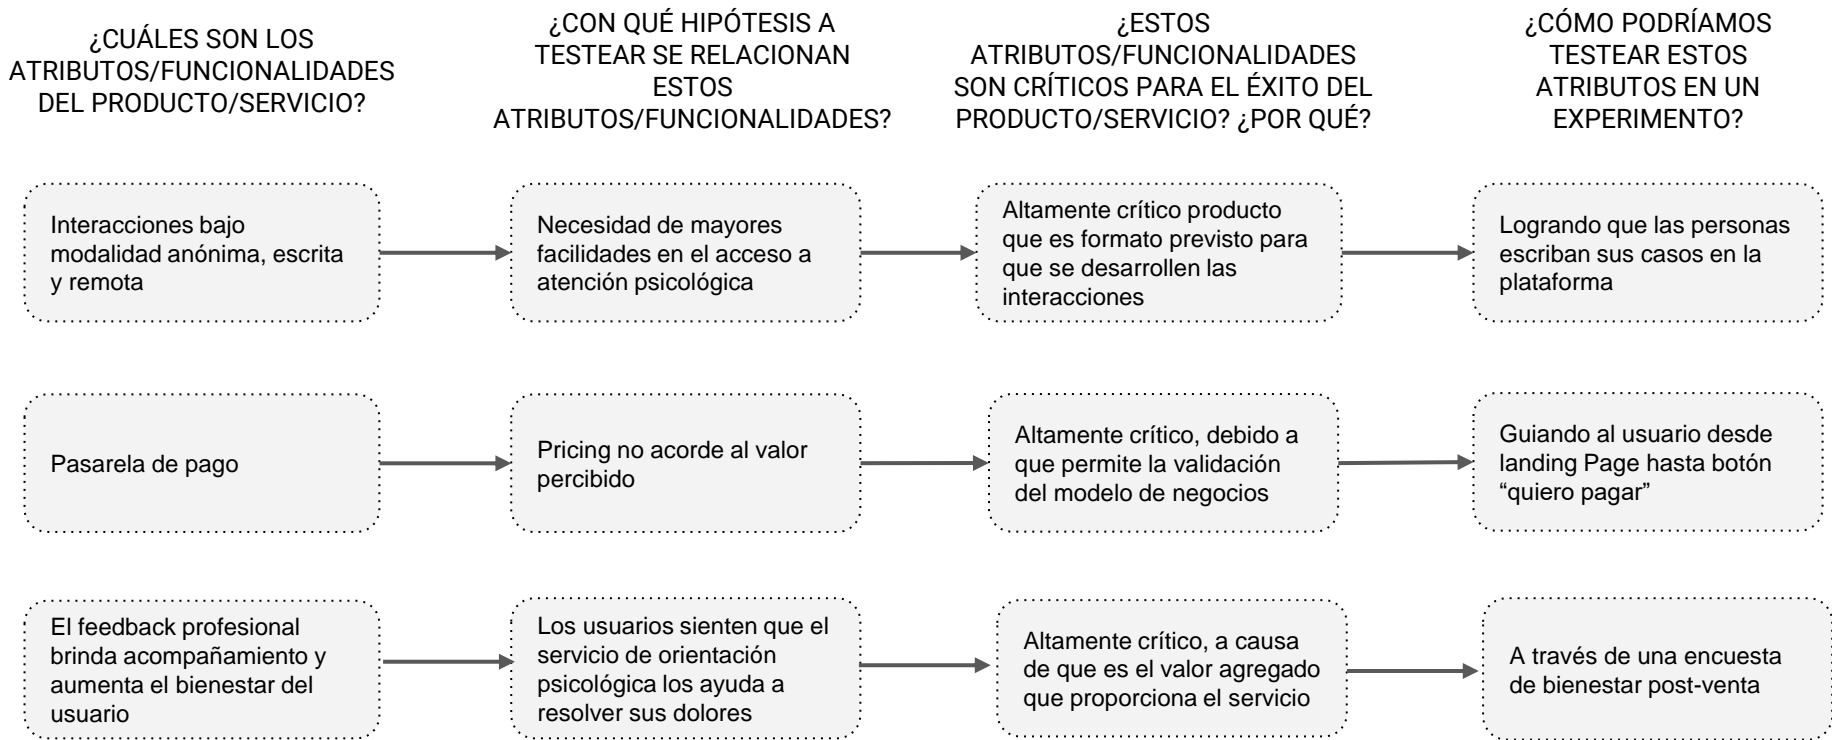 ¿CUÁLES SON LOS
ATRIBUTOS/FUNCIONALIDADES
DEL PRODUCTO/SERVICIO?
¿CON QUÉ HIPÓTESIS A
TESTEAR SE RELACIONAN
ESTOS
ATRIBUTOS/FUNCIONALIDADES?
¿ESTOS
ATRIBUTOS/FUNCIONALIDADES
SON CRÍTICOS PARA EL ÉXITO DEL
PRODUCTO/SERVICIO? ¿POR QUÉ?
¿CÓMO PODRÍAMOS
TESTEAR ESTOS
ATRIBUTOS EN UN
EXPERIMENTO?
Interacciones bajo
modalidad anónima, escrita
y remota
Necesidad de mayores
facilidades en el acceso a
atención psicológica
Altamente crítico producto
que es formato previsto para
que se desarrollen las
interacciones
Logrando que las personas
escriban sus casos en la
plataforma
Pasarela de pago
Pricing no acorde al valor
percibido
Altamente crítico, debido a
que permite la validación
del modelo de negocios
Guiando al usuario desde
landing Page hasta botón
“quiero pagar”
El feedback profesional
brinda acompañamiento y
aumenta el bienestar del
usuario
Los usuarios sienten que el
servicio de orientación
psicológica los ayuda a
resolver sus dolores
Altamente crítico, a causa
de que es el valor agregado
que proporciona el servicio
A través de una encuesta
de bienestar post-venta